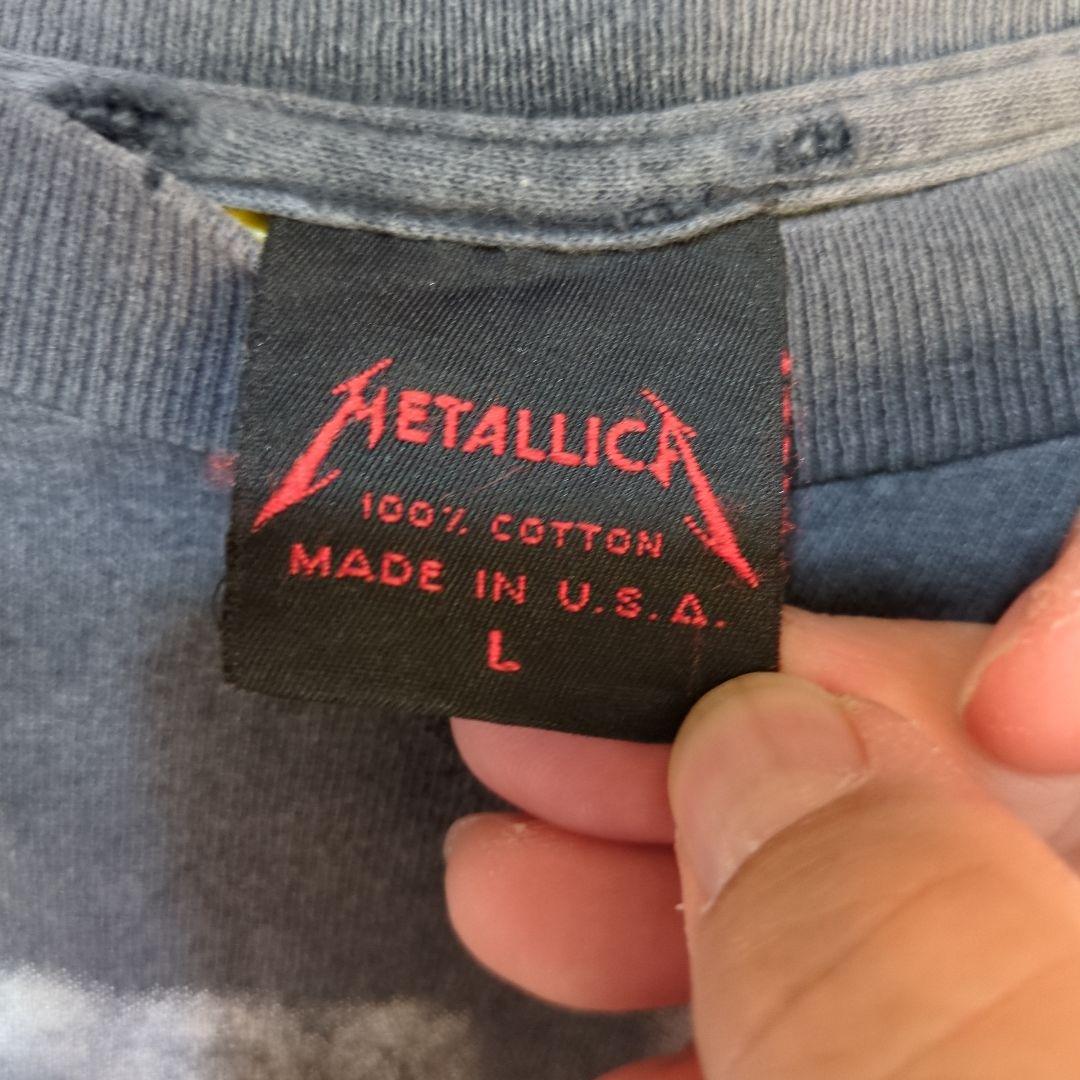 METALLICA
100% COTTON
MADE IN U.S.A.
L